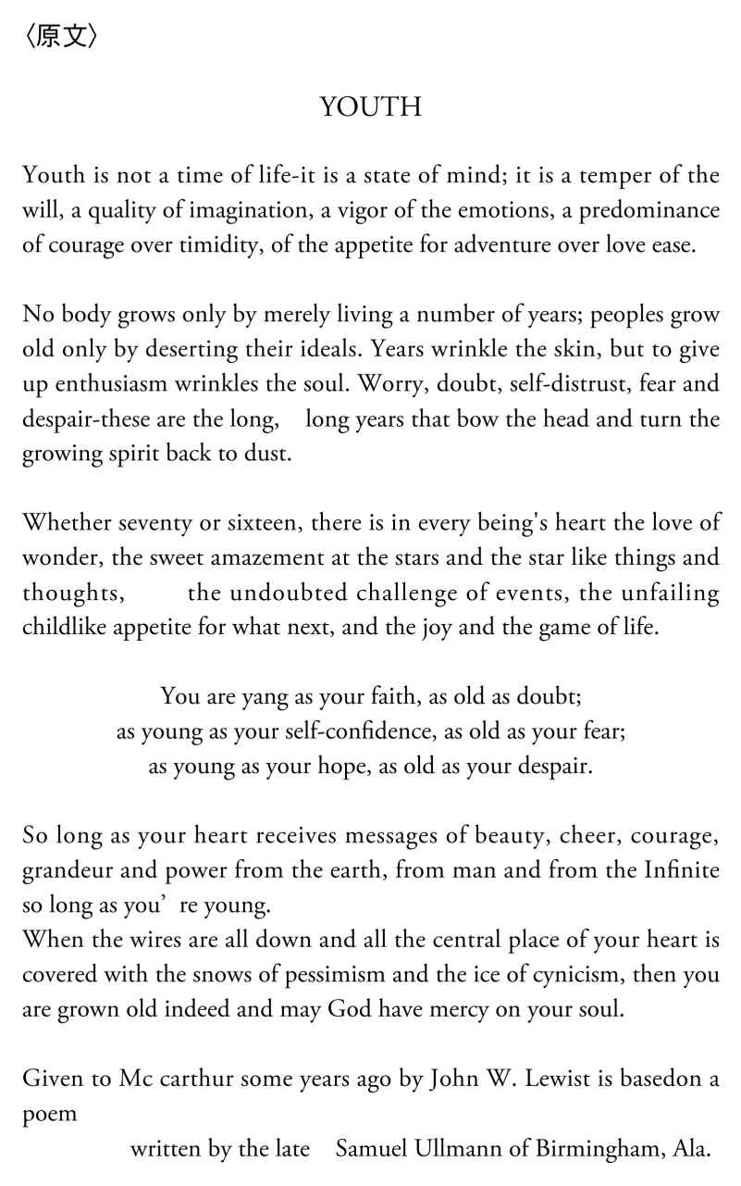 〈原文〉
YOUTH
Youth is not a time of life-it is a state of mind; it is a temper of the
will, a quality of imagination, a vigor of the emotions, a predominance
of courage over timidity, of the appetite for adventure over love ease.
No body grows only by merely living a number of years; peoples grow
old only by deserting their ideals. Years wrinkle the skin, but to give
up enthusiasm wrinkles the soul. Worry, doubt, self-distrust, fear and
despair-these are the long, long years that bow the head and turn the
growing spirit back to dust.
Whether seventy or sixteen, there is in every being's heart the love of
wonder, the sweet amazement at the stars and the star like things and
thoughts, the undoubted challenge of events, the unfailing
childlike appetite for what next, and the joy and the game of life.
You are yang as your faith, as old as doubt;
as young as your self-confidence, as old as your fear;
as young as your hope, as old as your despair.
So long as your heart receives messages of beauty, cheer, courage,
grandeur and power from the earth, from man and from the Infinite
so long as you’ re young.
When the wires are all down and all the central place of your heart is
covered with the snows of pessimism and the ice of cynicism, then you
are grown old indeed and may God have mercy on your soul.
Given to Mc carthur some years ago by John W. Lewist is basedon a
poem
written by the late Samuel Ullmann of Birmingham, Ala.